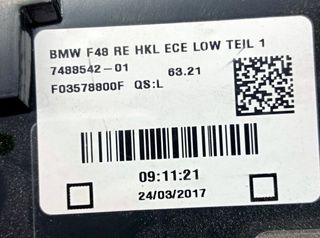 BMW F48 RE HKL ECE LOW TEIL 1
7488542-01 63.21
F03578800F QS:L
09:11:21
24/03/2017